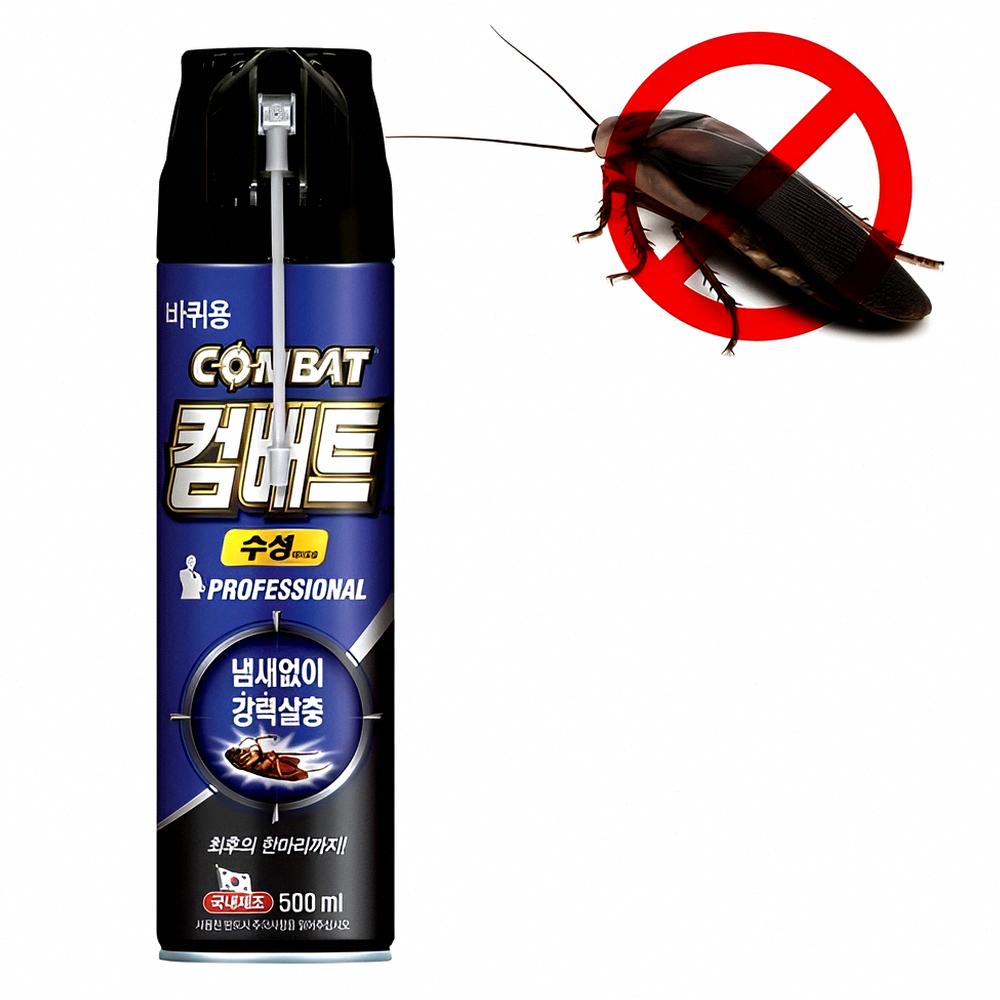 바퀴용
COMBAT
컴배트
수성
PROFESSIONAL
냄새없이
강력살충
최후의 한마리까지!
국내제조 500 ml